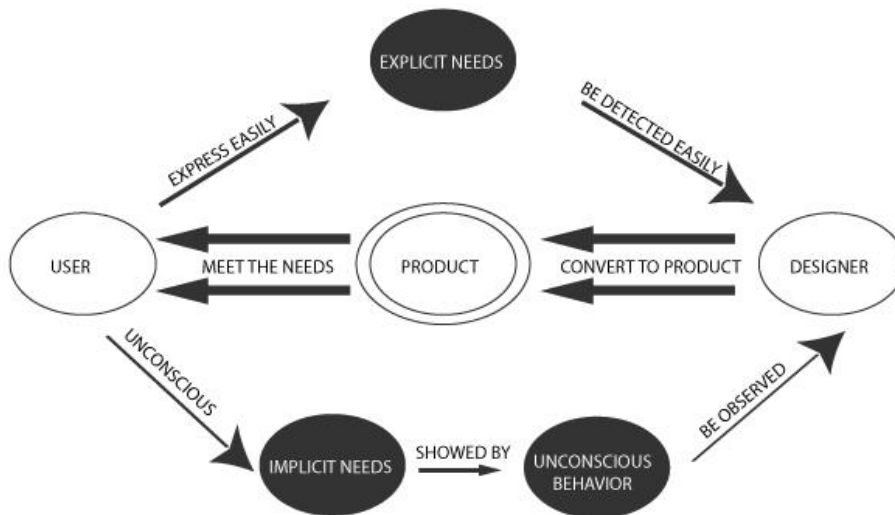 EXPLICIT NEEDS
EXPRESS EASILY
BE DETECTED EASILY
USER
MEET THE NEEDS
PRODUCT
CONVERT TO PRODUCT
DESIGNER
UNCONSCIOUS
IMPLICIT NEEDS
SHOWED BY
UNCONSCIOUS
BEHAVIOR
BE OBSERVED